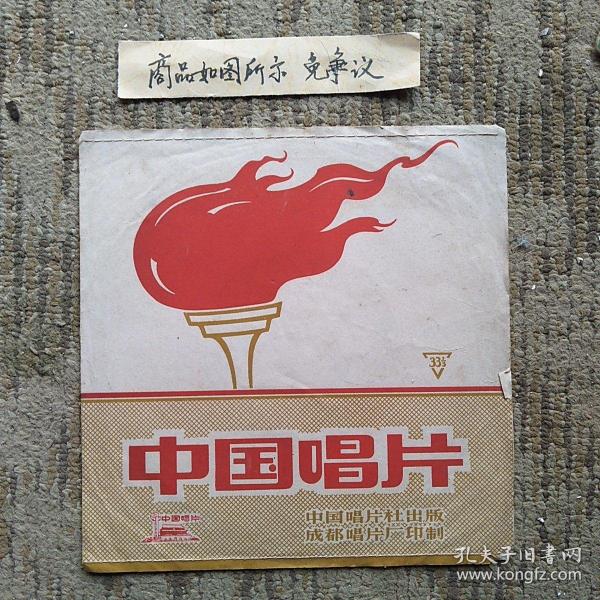 商品如图所示 免争议
33⅓
中国唱片
中国唱片
中国唱片社出版
成都唱片厂印制
孔夫子旧书网
www.kongfz.com